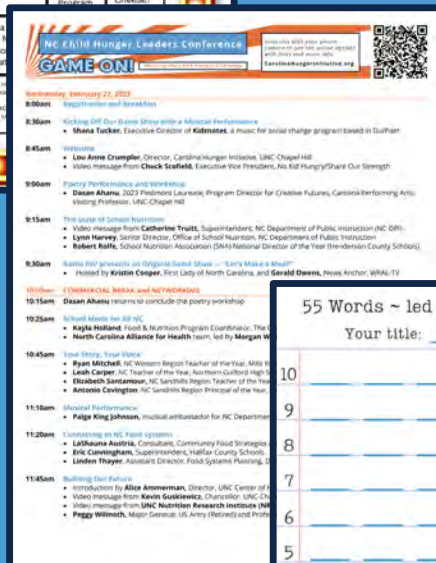 Program
NC Child Hunger Leaders Conference
GAME ON!
CarolinaHungerInitiative.org
8:00am Registration and Breakfast
8:30am Kicking Off Our Game Show with a Musical Performance
• Shana Tucker, Executive Director of Kidznotes, a music for social change program based in Durham
8:45am Welcome
• Lou Anne Crumpler, Director, Carolina Hunger Initiative, UNC-Chapel Hill
• Video message from Chuck Scofield, Executive Vice President, No Kid Hungry/Share Our Strength
9:00am Poetry Performance and Workshop
• Dasan Ahanu, 2023 Piedmont Laureate; Program Director for Creative Futures, Carolina Performing Arts;
Visiting Professor, UNC-Chapel Hill
9:15am The State of School Nutrition
• Video message from Catherine Truitt, Superintendent, NC Department of Public Instruction (NC DPI)
• Lynn Harvey, Senior Director, Office of School Nutrition, NC Department of Public Instruction
• Robert Rolfe, School Nutrition Association (SNA) National Director of the Year (Henderson County Schools)
9:30am presents an Original Game Show — "Let's Make a Meal!"
• Hosted by Kristin Cooper, First Lady of North Carolina, and Gerald Owens, News Anchor, WRAL-TV
10:00am COMMERCIAL BREAK and NETWORKING
10:15am Dasan Ahanu returns to conclude the poetry workshop
10:25am School Meals for All NC
• Kayla Holland, Food & Nutrition Program Coordinator, The
• North Carolina Alliance for Health team, led by Morgan W
10:45am Your Story, Your Voice
• Ryan Mitchell, NC Western Region Teacher of the Year, Mills R
• Leah Carper, NC Teacher of the Year, Northern Guilford High S
• Elizabeth Santamour, NC Sandhills Region Teacher of the Yea
• Antonio Covington, NC Sandhills Region Principal of the Year,
11:10am Musical Performance
• Paige King Johnson, musical ambassador for NC Departmen
11:20am Connecting to NC Food Systems
• LaShauna Austria, Consultant, Community Food Strategies
• Eric Cunningham, Superintendent, Halifax County Schools
• Linden Thayer, Assistant Director, Food Systems Planning,
11:45am Building Our Future
• Introduction by Alice Ammerman, Director, UNC Center of
• Video message from Kevin Guskiewicz, Chancellor, UNC-Ch
• Video message from UNC Nutrition Research Institute (NR
• Peggy Wilmoth, Major General, US Army (Retired) and Profe
55 Words ~ led
Your title:
10
9
8
7
6
5